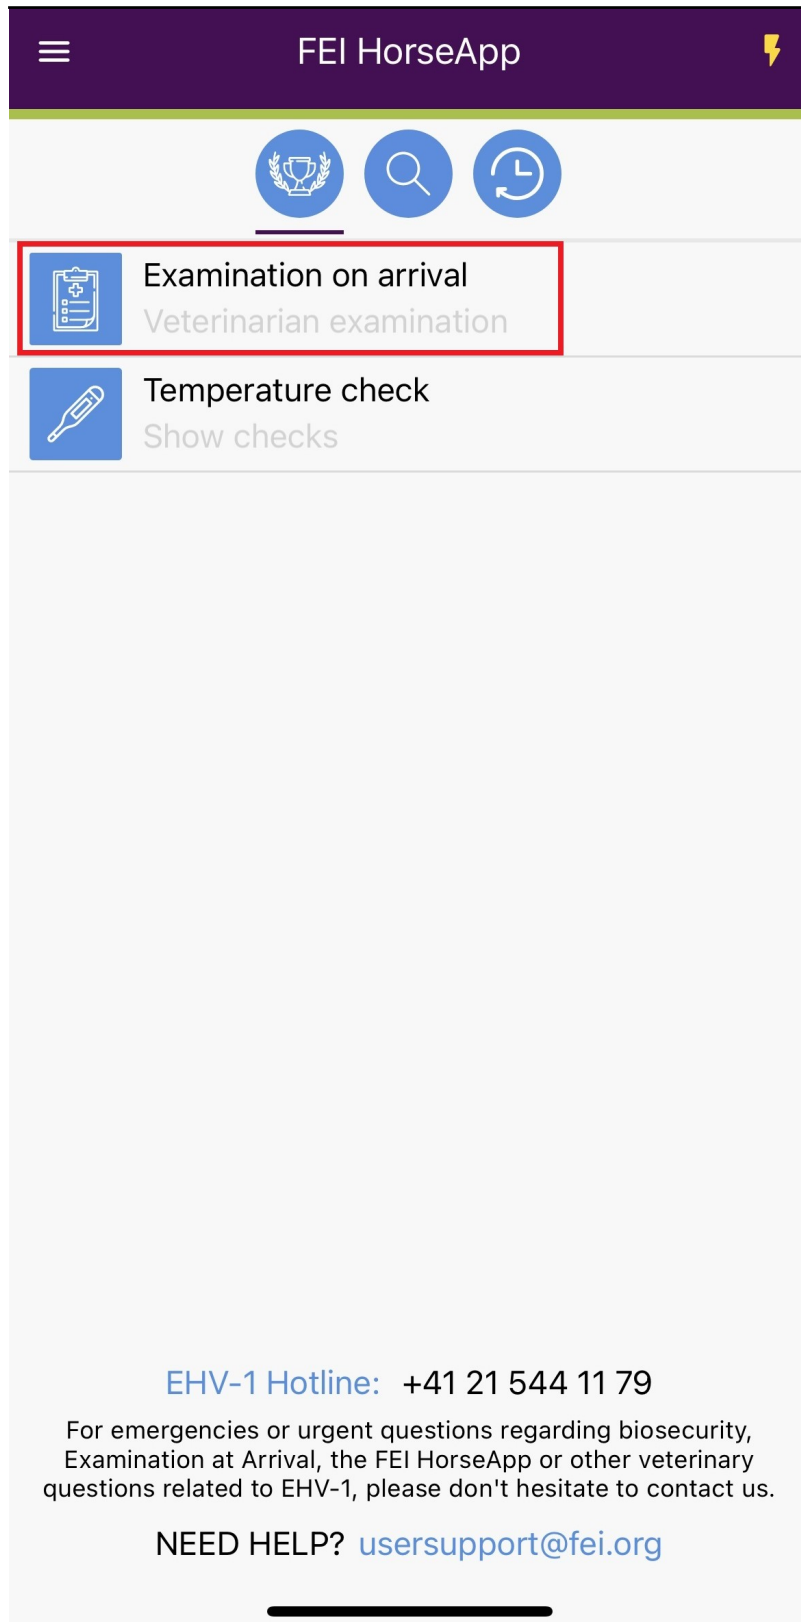 FEI HorseApp
Examination on arrival
Veterinarian examination
Temperature check
Show checks
EHV-1 Hotline: +41 21 544 11 79
For emergencies or urgent questions regarding biosecurity,
Examination at Arrival, the FEI HorseApp or other veterinary
questions related to EHV-1, please don't hesitate to contact us.
NEED HELP? usersupport@fei.org